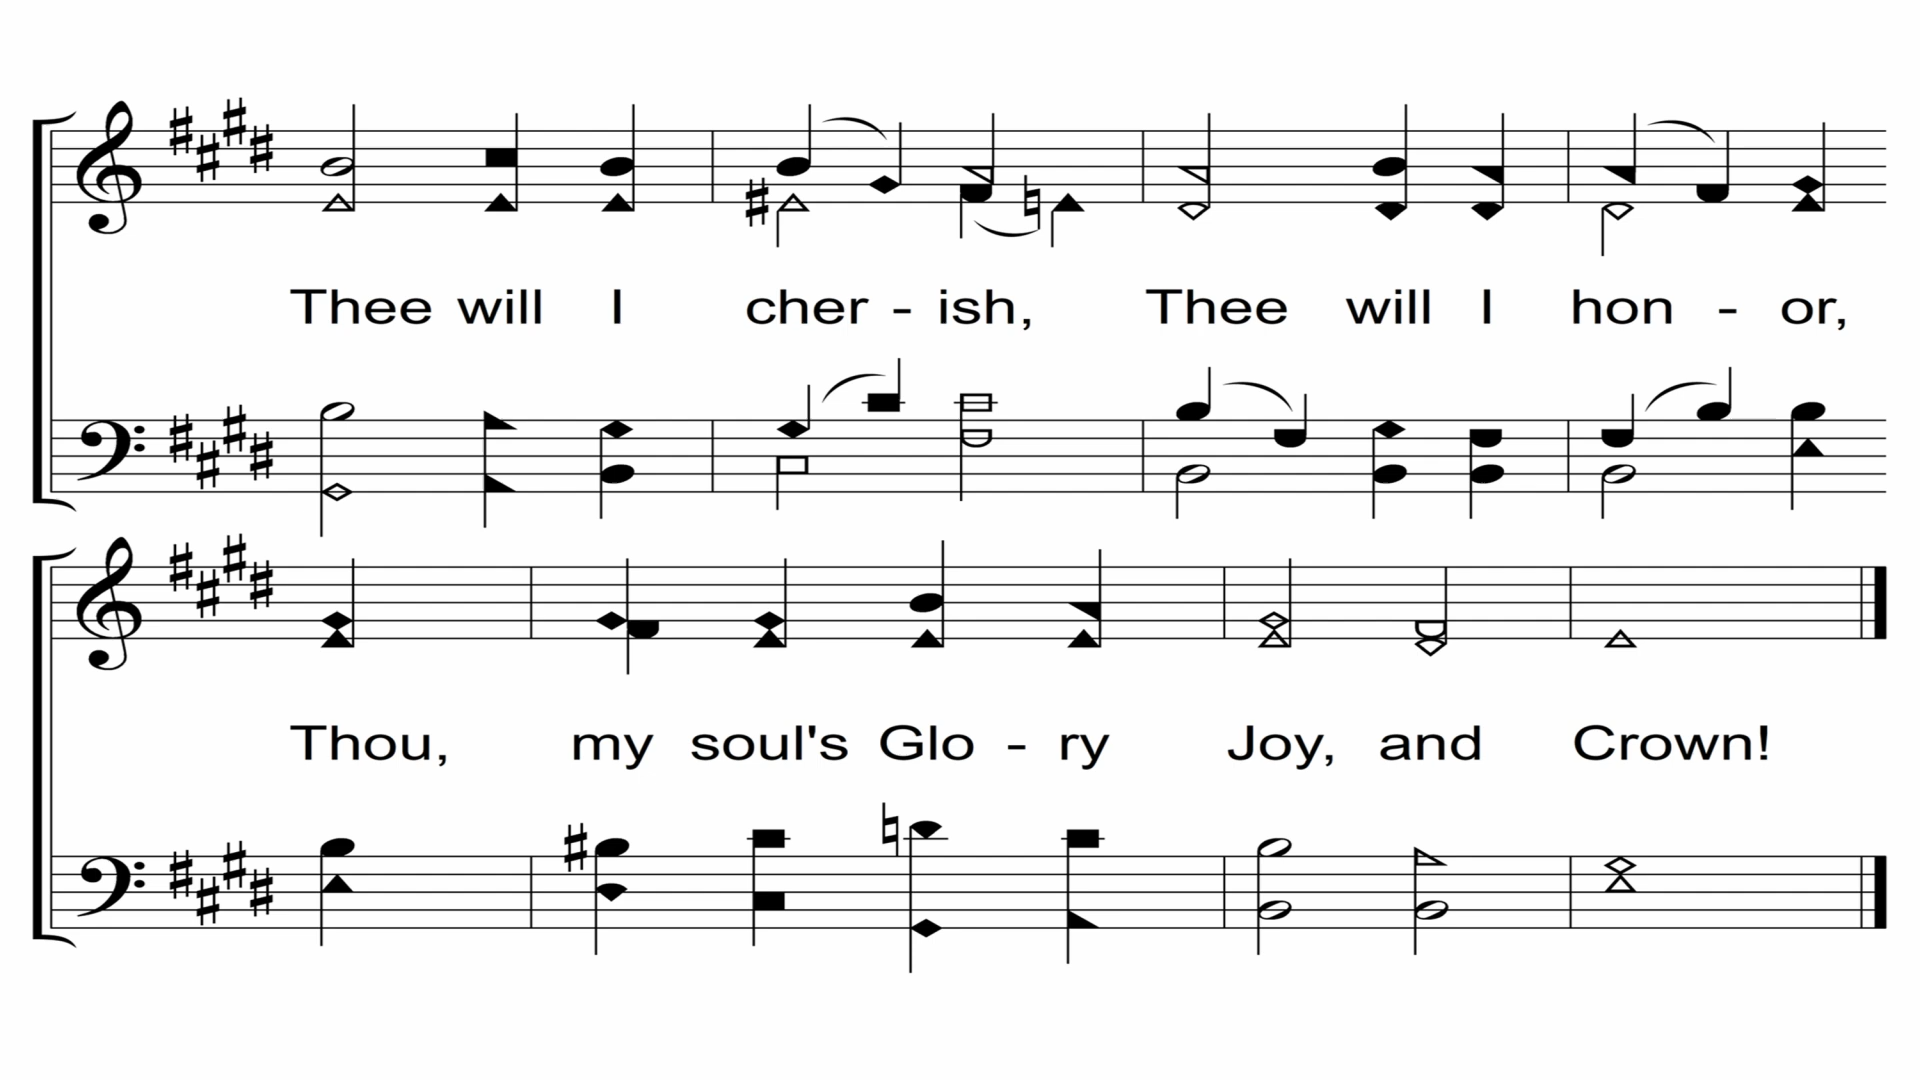 Thee will I cher - ish, Thee will I hon - or,
Thou, my soul's Glo - ry Joy, and Crown!